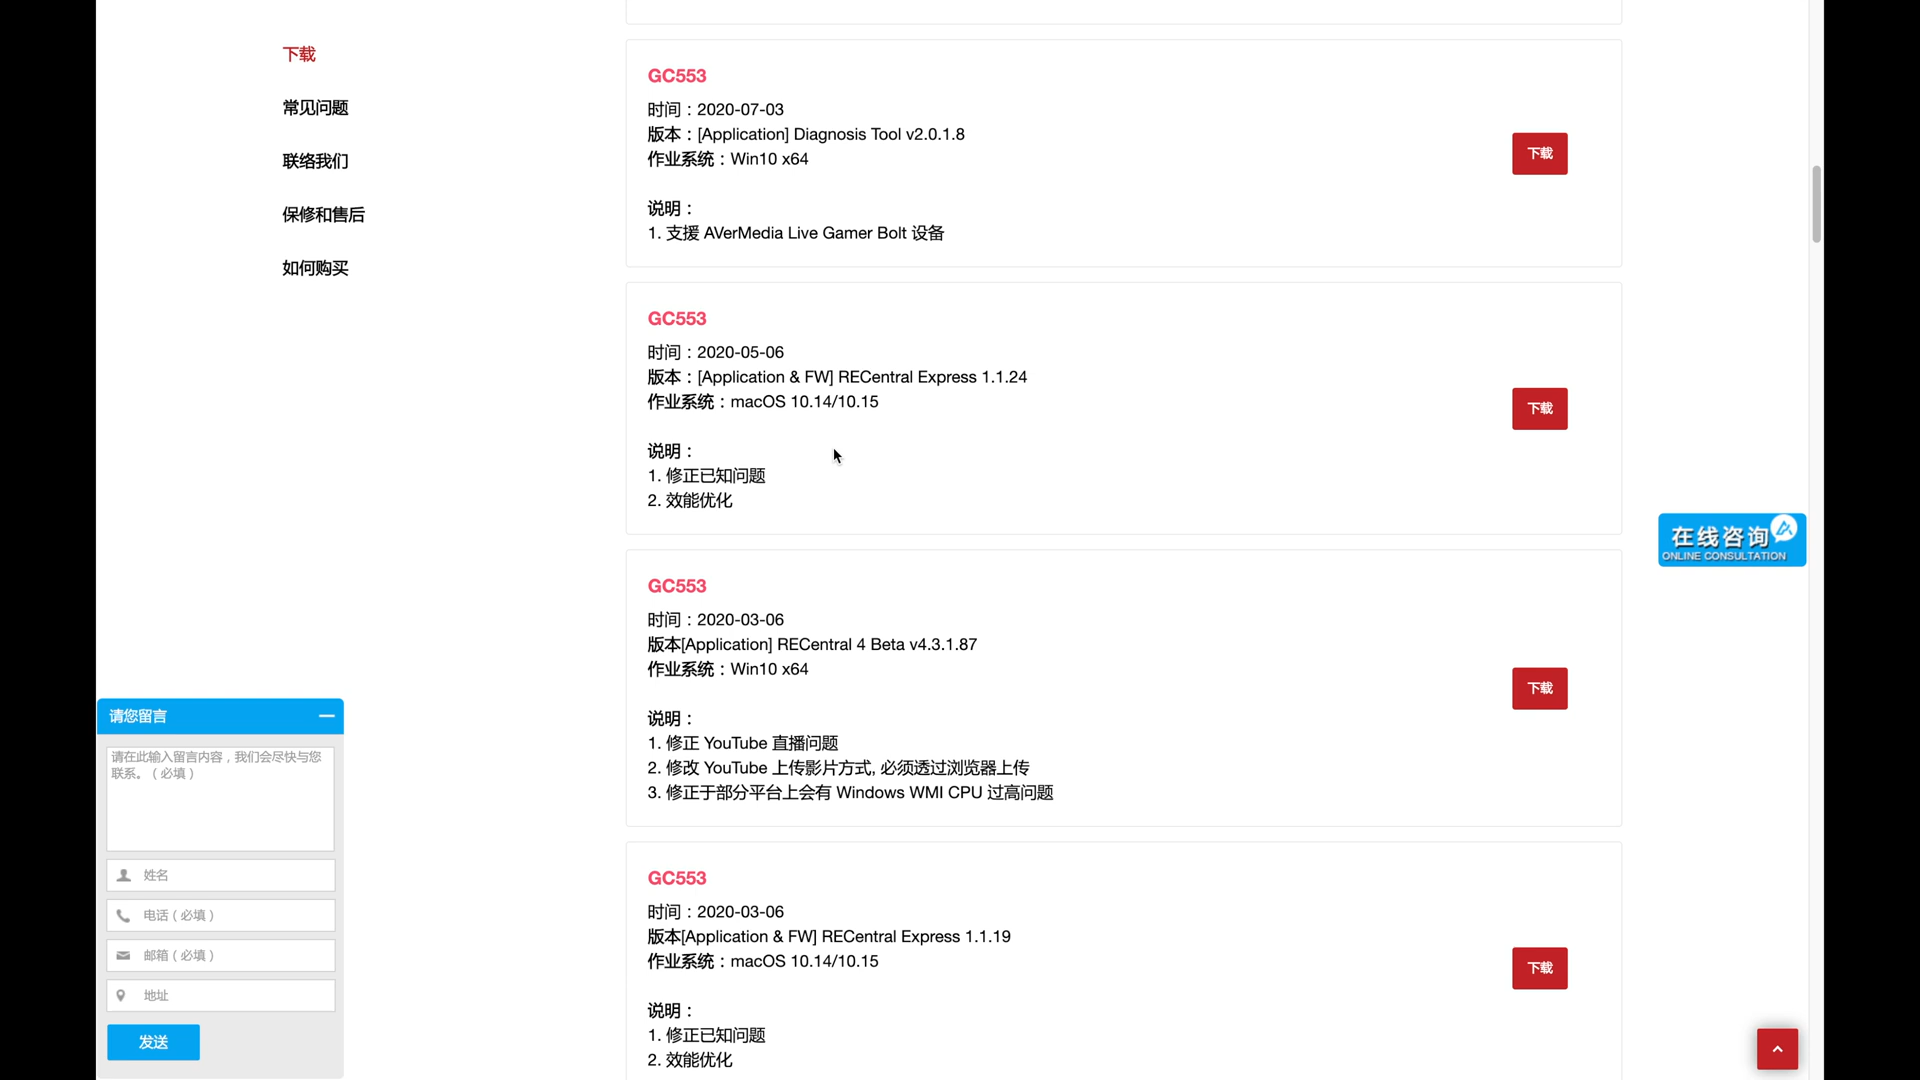 下载
常见问题
联络我们
保修和售后
如何购买
GC553
时间：2020-07-03
版本：[Application] Diagnosis Tool v2.0.1.8
作业系统：Win10 x64
下载
说明：
1. 支援 AVerMedia Live Gamer Bolt 设备
GC553
时间：2020-05-06
版本：[Application & FW] RECentral Express 1.1.24
作业系统：macOS 10.14/10.15
下载
说明：
1. 修正已知问题
2. 效能优化
在线咨询
ONLINE CONSULTATION
GC553
时间：2020-03-06
版本[Application] RECentral 4 Beta v4.3.1.87
作业系统：Win10 x64
下载
说明：
1. 修正 YouTube 直播问题
2. 修改 YouTube 上传影片方式, 必须透过浏览器上传
3. 修正于部分平台上会有 Windows WMI CPU 过高问题
GC553
时间：2020-03-06
版本[Application & FW] RECentral Express 1.1.19
作业系统：macOS 10.14/10.15
下载
说明：
1. 修正已知问题
2. 效能优化
请您留言
请在此输入留言内容，我们会尽快与您
联系。（必填）
姓名
电话（必填）
邮箱（必填）
地址
发送